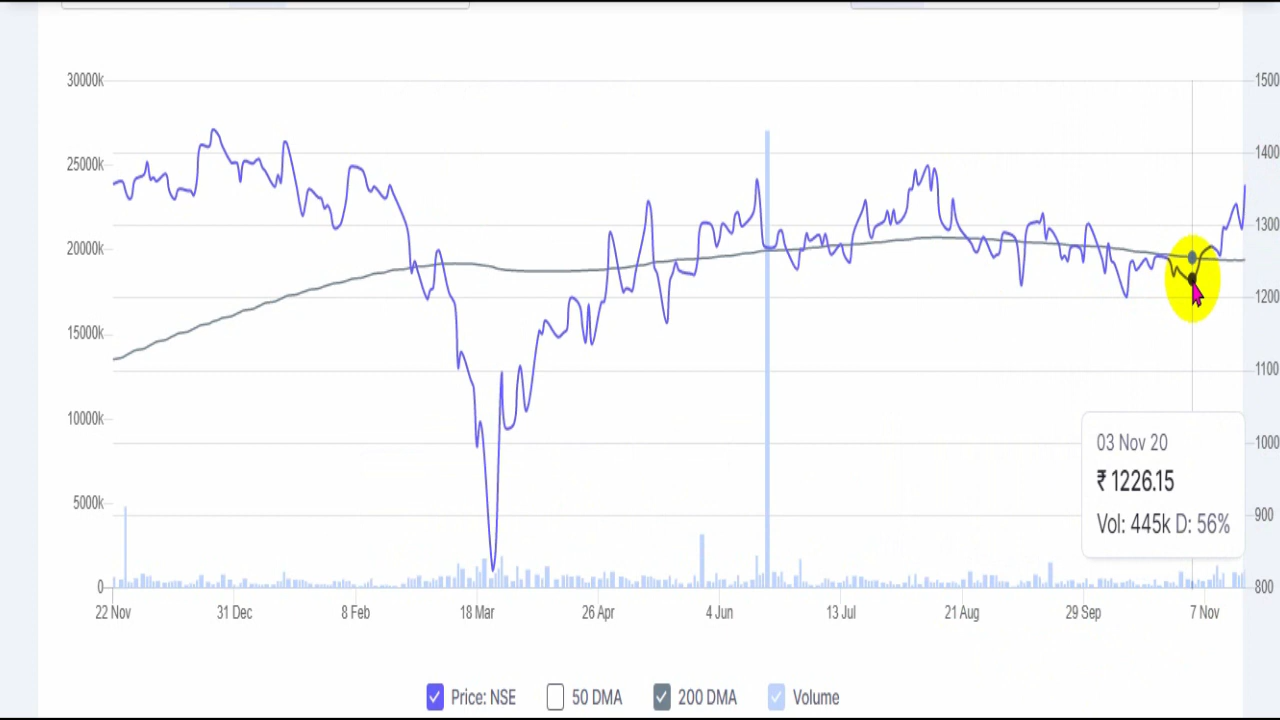 30000k
25000k
20000k
15000k
10000k
5000k
0
1500
1400
1300
1200
1100
1000
900
800
03 Nov 20
₹ 1226.15
Vol: 445k D: 56%
22 Nov 31 Dec 8 Feb 18 Mar 26 Apr 4 Jun 13 Jul 21 Aug 29 Sep 7 Nov
Price: NSE 50 DMA 200 DMA Volume